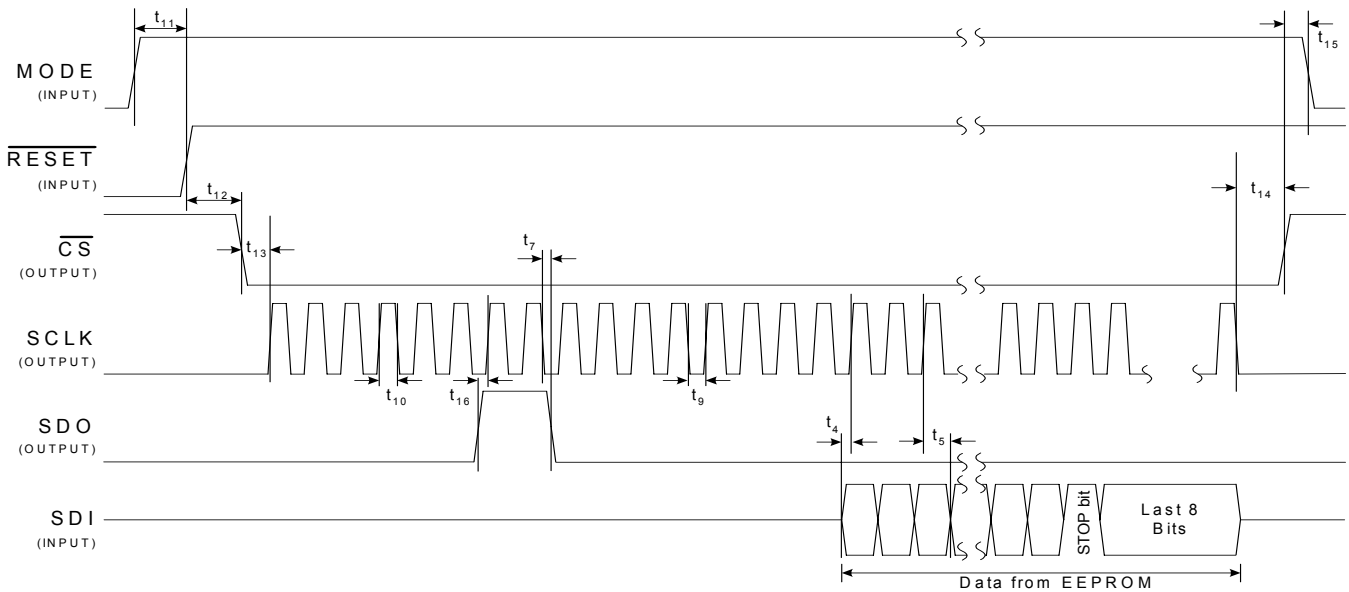 t11
t15
MODE
(INPUT)
RESET
(INPUT)
t12
t14
CS
(OUTPUT)
t13
t7
SCLK
(OUTPUT)
t10
t16
t9
SDO
(OUTPUT)
t4
t5
SDI
(INPUT)
STOP bit
Last 8
Bits
Data from EEPROM